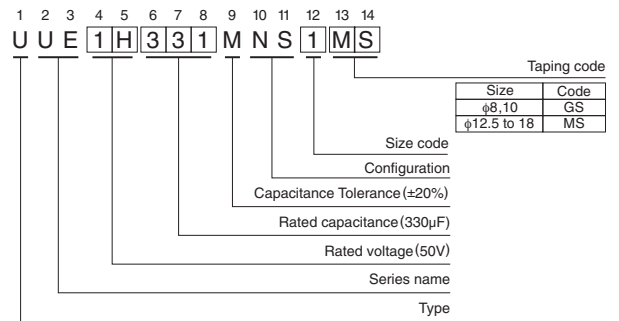 1 2 3 4 5 6 7 8 9 10 11 12 13 14
U U E 1 H 3 3 1 M N S 1 M S
Taping code
Size Code
ϕ8,10 GS
ϕ12.5 to 18 MS
Size code
Configuration
Capacitance Tolerance (±20%)
Rated capacitance (330µF)
Rated voltage (50V)
Series name
Type